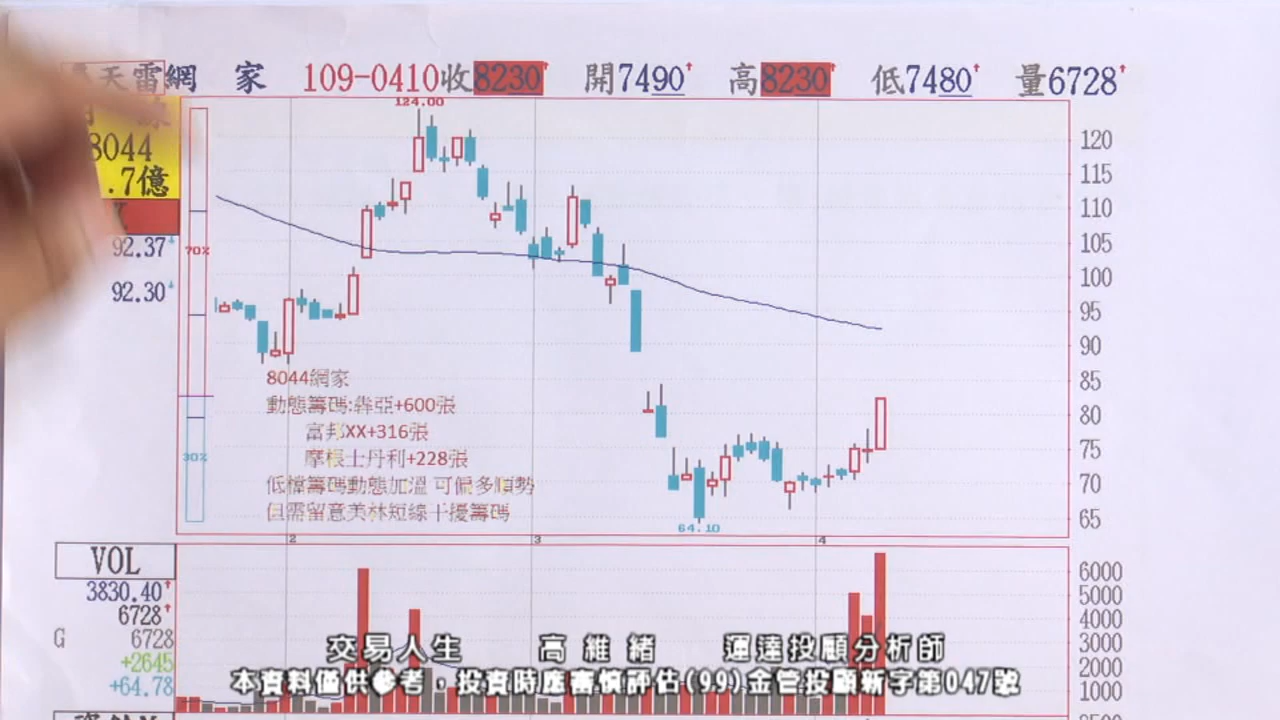 天雷網 家 109-0410收8230↑ 開7490↑ 高8230↑ 低7480↑ 量6728↑
8044
.7億
92.37
92.30
124.00
120
115
110
105
100
95
90
85
80
75
70
65
70%
30%
8044網家
動態籌碼:犇亞+600張
富邦XX+316張
摩根士丹利+228張
低檔籌碼動態加溫 可偏多順勢
但需留意美林短線干擾籌碼
64.10
2 3 4
VOL
3830.40↑
6728↑
G 6728
+2645
+64.78
6000
5000
4000
3000
2000
1000
交易人生 高維緒 運達投顧分析師
本資料僅供參考，投資時應審慎評估(99)金管投顧新字第047號